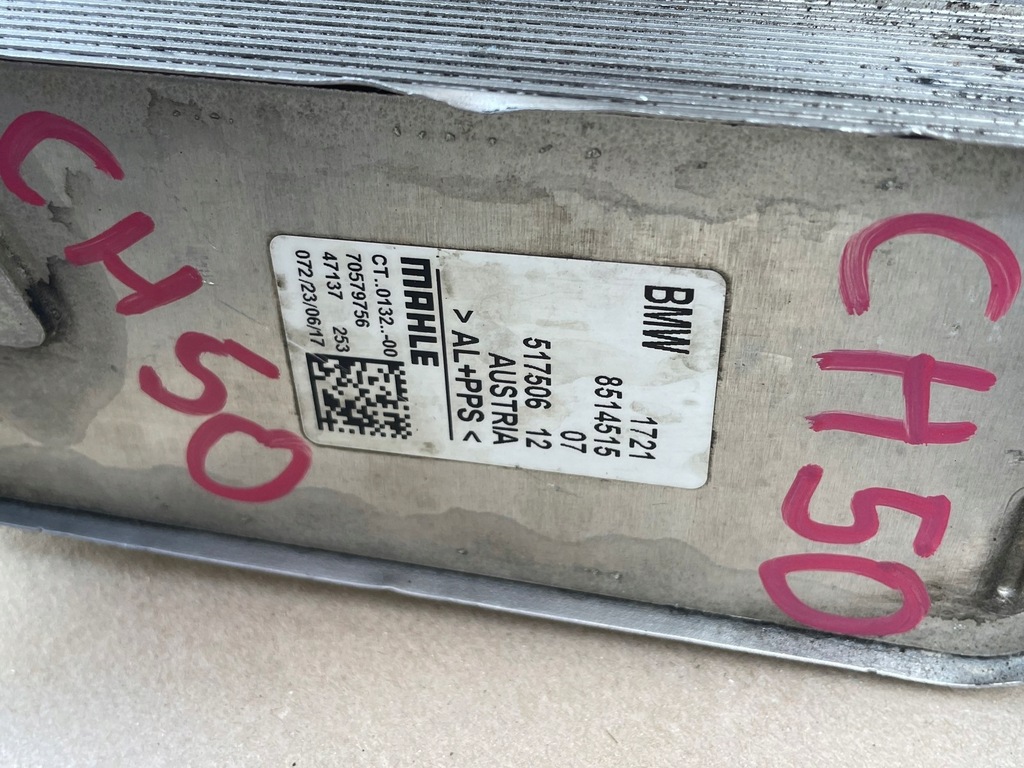 CH50
BMW
1721
8514515
07
517506 12
AUSTRIA
> AL+PPS <
MAHLE
CT...0132...-00
70579756
47137 253
072/23/06/17
CH50